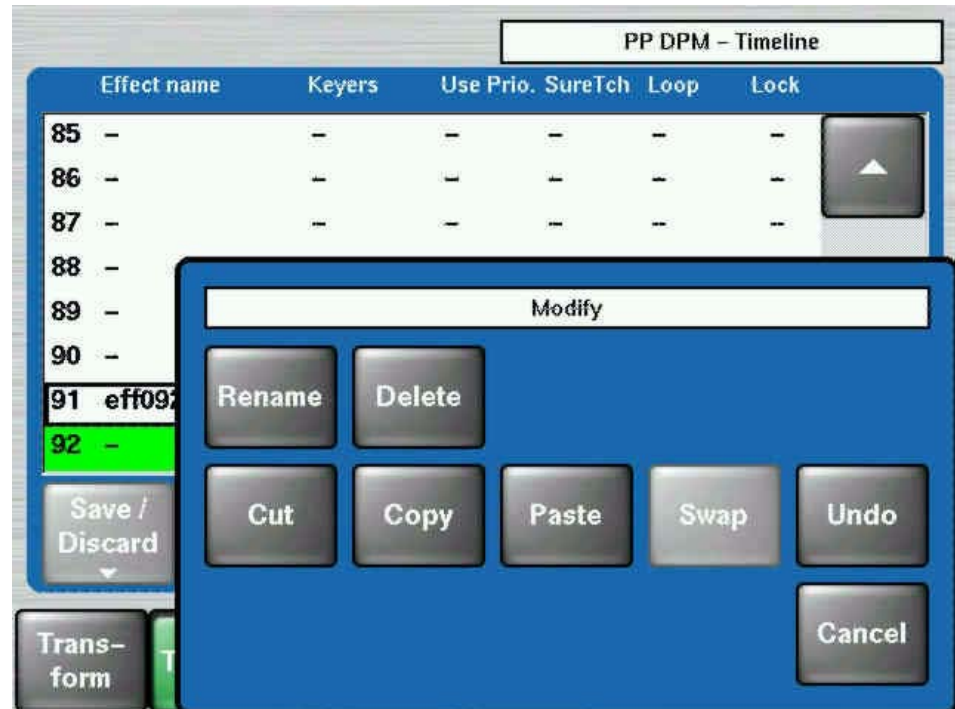 PP DPM – Timeline
Effect name Keyers Use Prio. SureTch Loop Lock
85 – – – – – –
86 – – – – – –
87 – – – – – –
88 –
89 –
90 –
91 eff092
92 –
Modify
Rename Delete
Cut Copy Paste Swap Undo
Cancel
Save /
Discard
Trans–
form
T